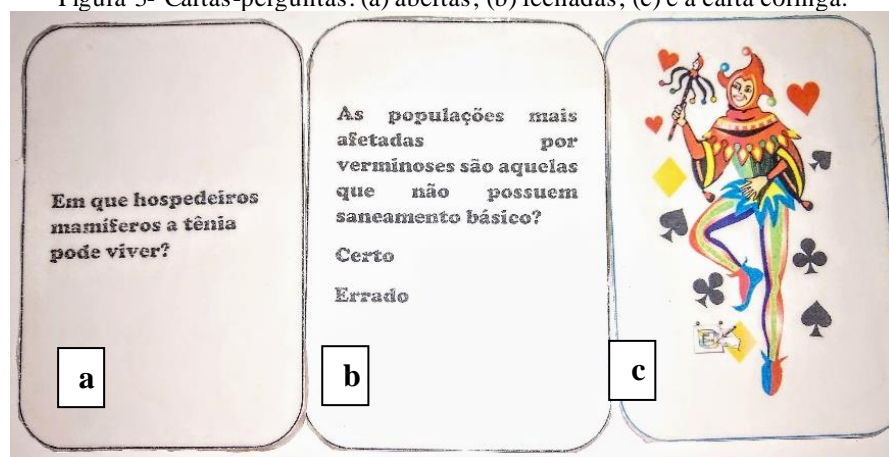 Figura 3- Cartas-perguntas: (a) abertas; (b) fechadas; (c) e a carta coringa.
Em que hospedeiros
mamíferos a tênia
pode viver?
a
As populações mais
afetadas por
verminoses são aquelas
que não possuem
saneamento básico?
Certo
Errado
b
c